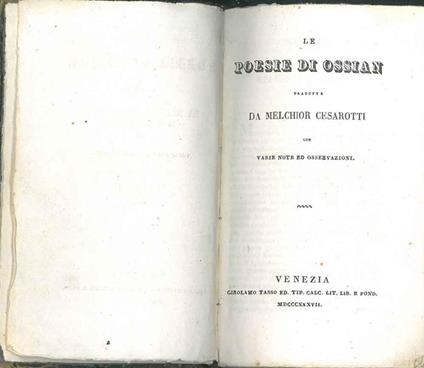 LE
POESIE DI OSSIAN
TRADOTTE
DA MELCHIOR CESAROTTI
CON
VARIE NOTE ED OSSERVAZIONI.
VENEZIA
GIROLAMO TASSO ED. TIP. CALC. LIT. LIB. E FOND.
MDCCCXXXVII.